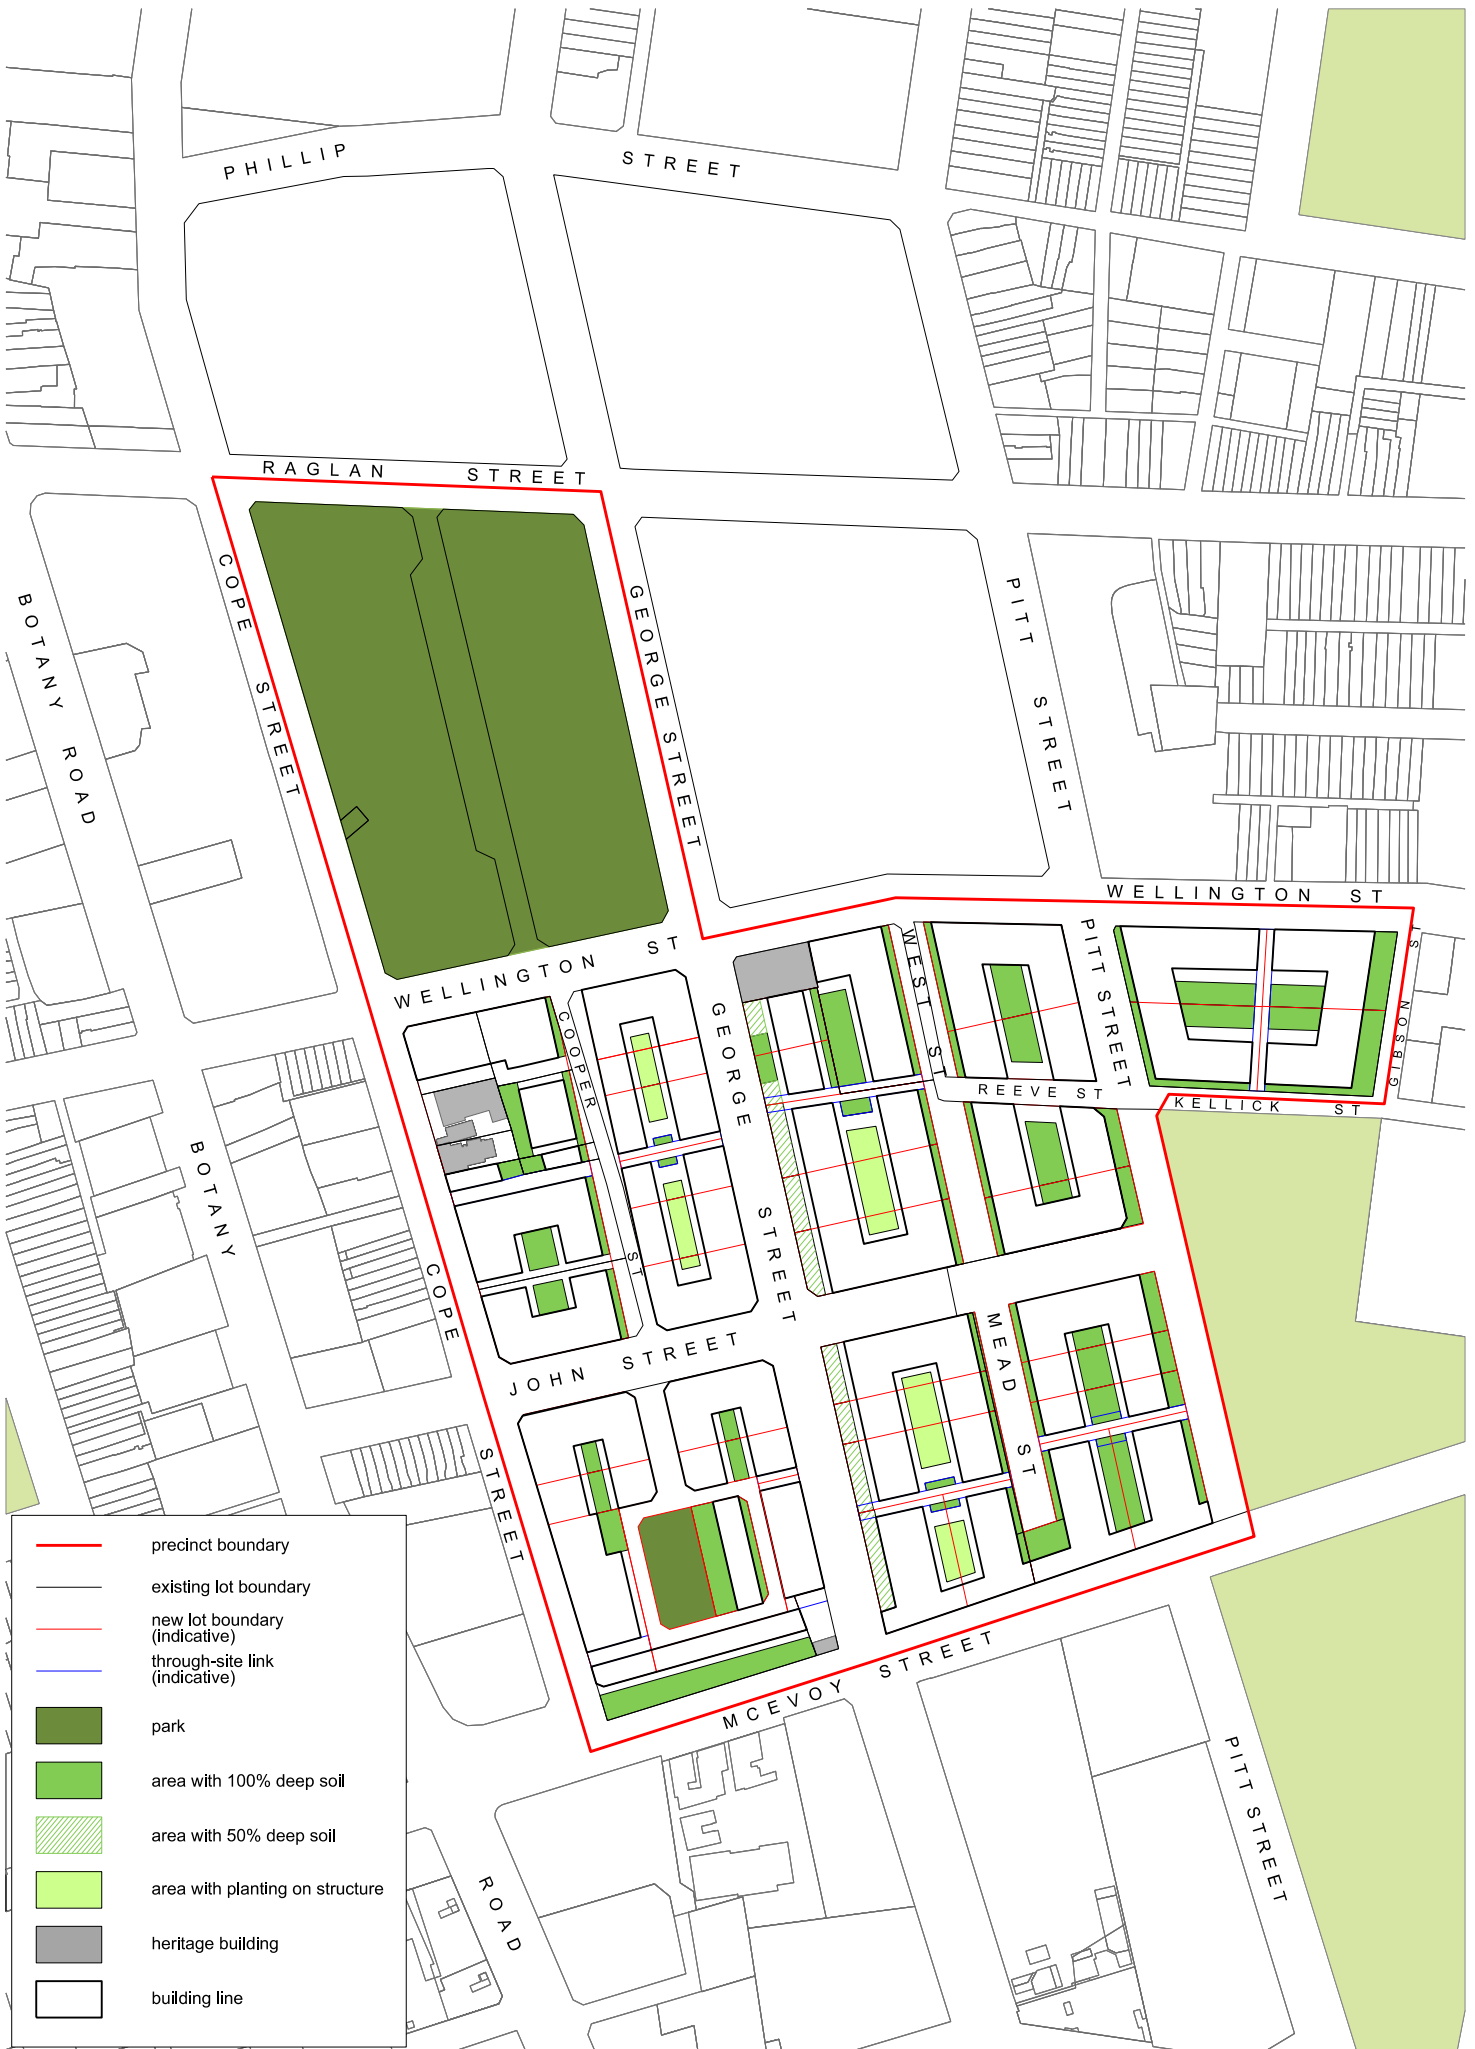 PHILLIP STREET
RAGLAN STREET
COPE STREET
BOTANY ROAD
GEORGE STREET
PITT STREET
WELLINGTON ST
WELLINGTON ST
COOPER ST
GEORGE STREET
WEST ST
PITT STREET
GIBSON ST
REEVE ST
KELLICK ST
BOTANY ROAD
COPE STREET
JOHN STREET
MEAD ST
MCEVOY STREET
PITT STREET
precinct boundary
existing lot boundary
new lot boundary
(indicative)
through-site link
(indicative)
park
area with 100% deep soil
area with 50% deep soil
area with planting on structure
heritage building
building line